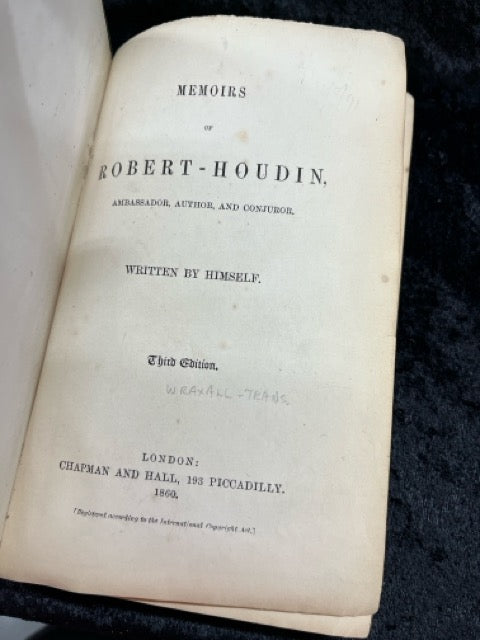 MEMOIRS
OF
ROBERT-HOUDIN,
AMBASSADOR, AUTHOR, AND CONJUROR.
WRITTEN BY HIMSELF.
Third Edition.
WRAXALL - TRANS
LONDON:
CHAPMAN AND HALL, 193 PICCADILLY.
1860.
[Registered according to the International Copyright Act.]